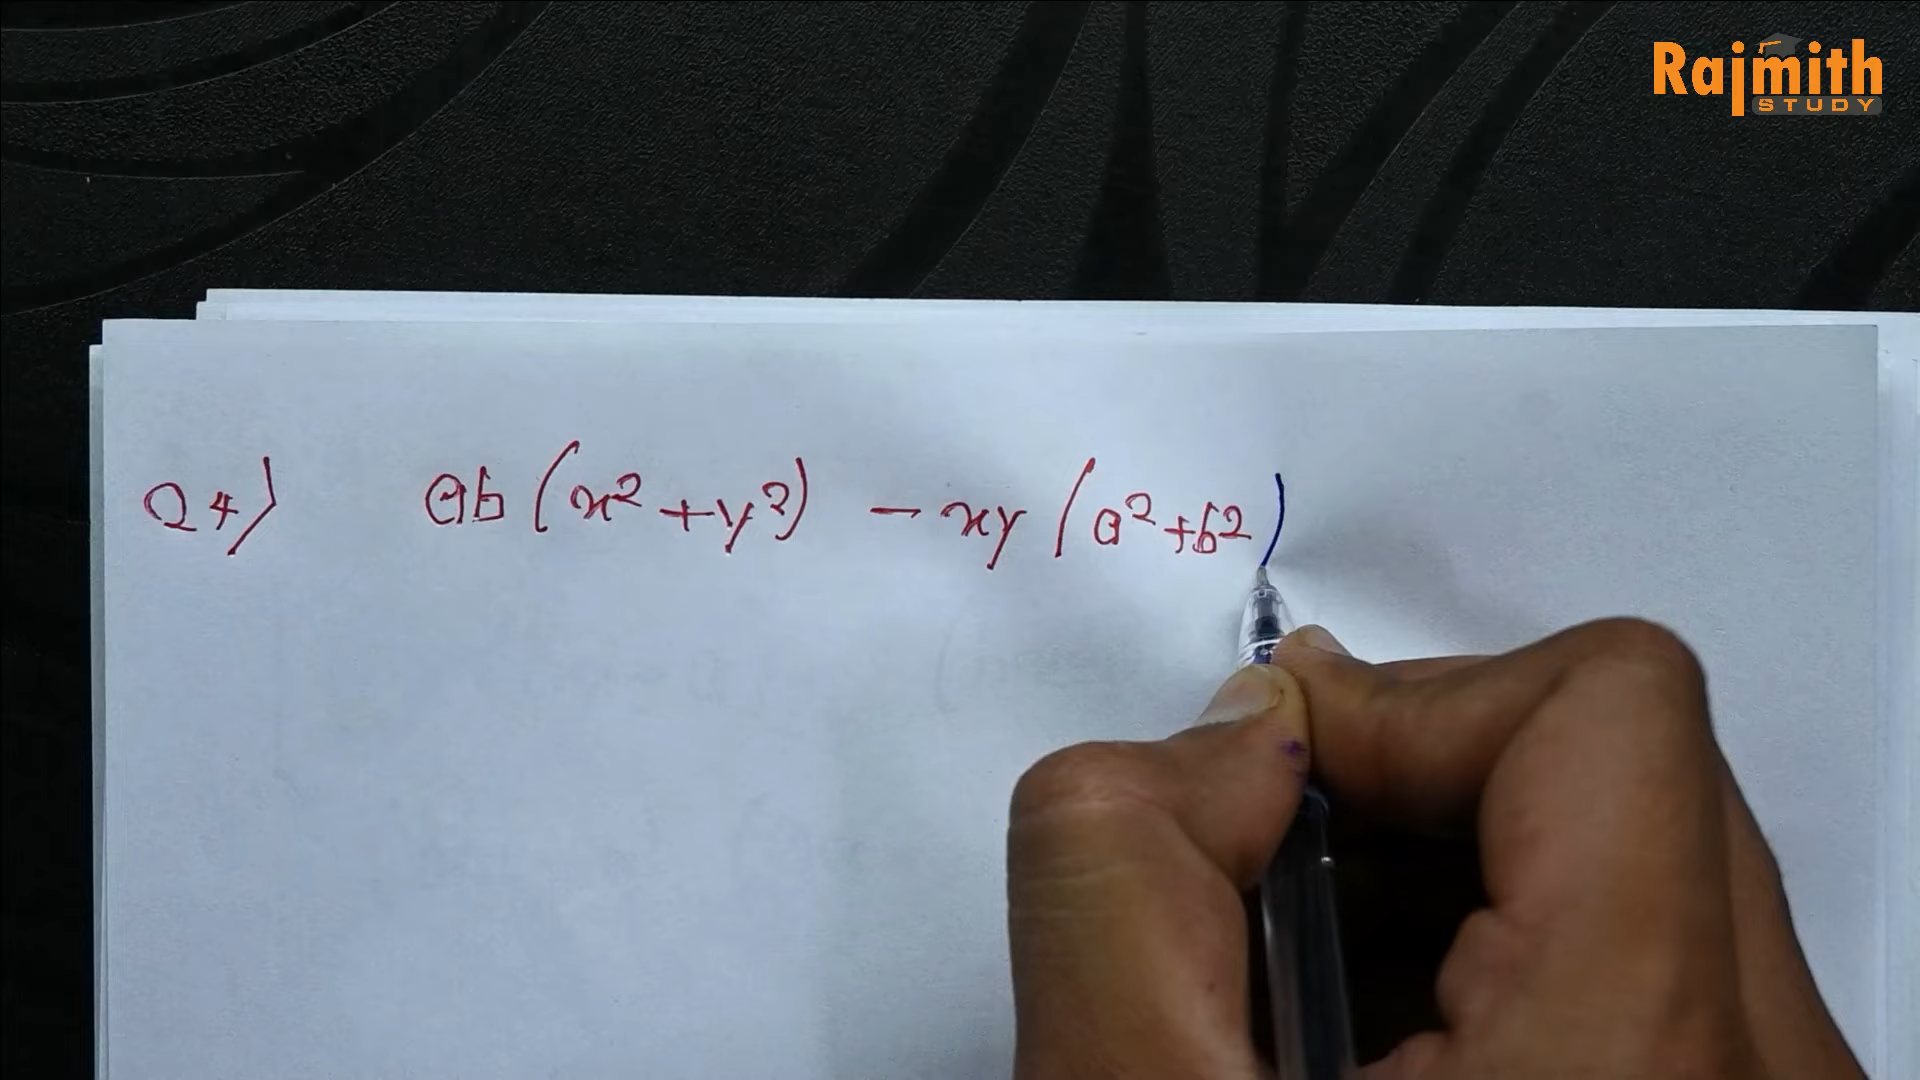 Rajmith
STUDY
Q4) ab(x²+y²) - xy(a²+b²)